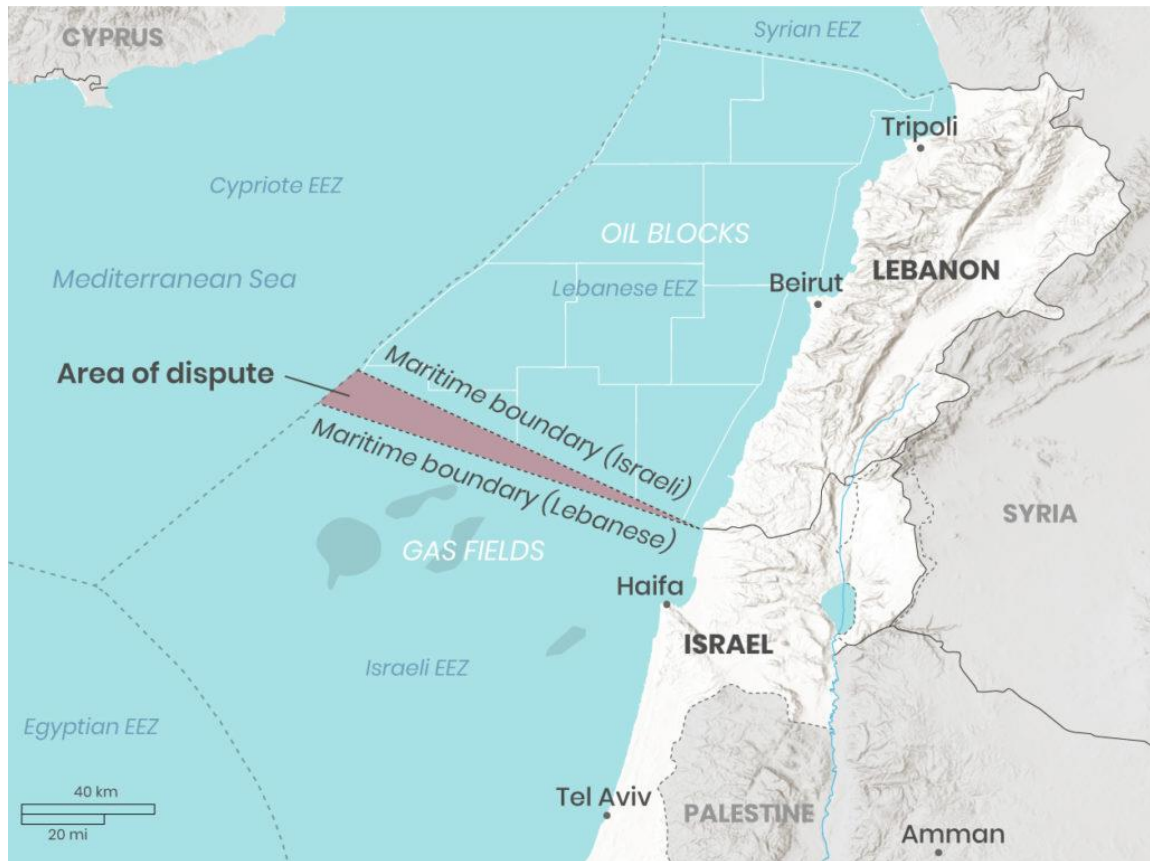 CYPRUS
Syrian EEZ
Tripoli
Cypriote EEZ
OIL BLOCKS
LEBANON
Mediterranean Sea
Lebanese EEZ
Beirut
Area of dispute
Maritime boundary (Israeli)
Maritime boundary (Lebanese)
SYRIA
GAS FIELDS
Haifa
ISRAEL
Israeli EEZ
Egyptian EEZ
40 km
20 mi
Tel Aviv
PALESTINE
Amman